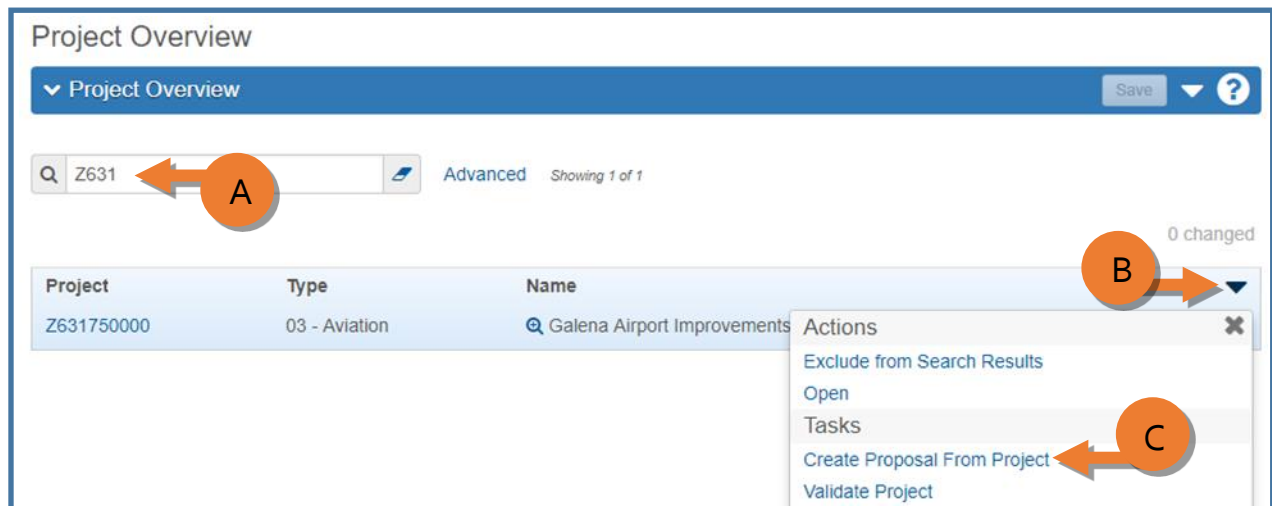 Project Overview
Project Overview
Save
?
Z631
Advanced Showing 1 of 1
A
0 changed
B
Project Type Name
Z631750000 03 - Aviation Galena Airport Improvements
Actions
Exclude from Search Results
Open
Tasks
C
Create Proposal From Project
Validate Project